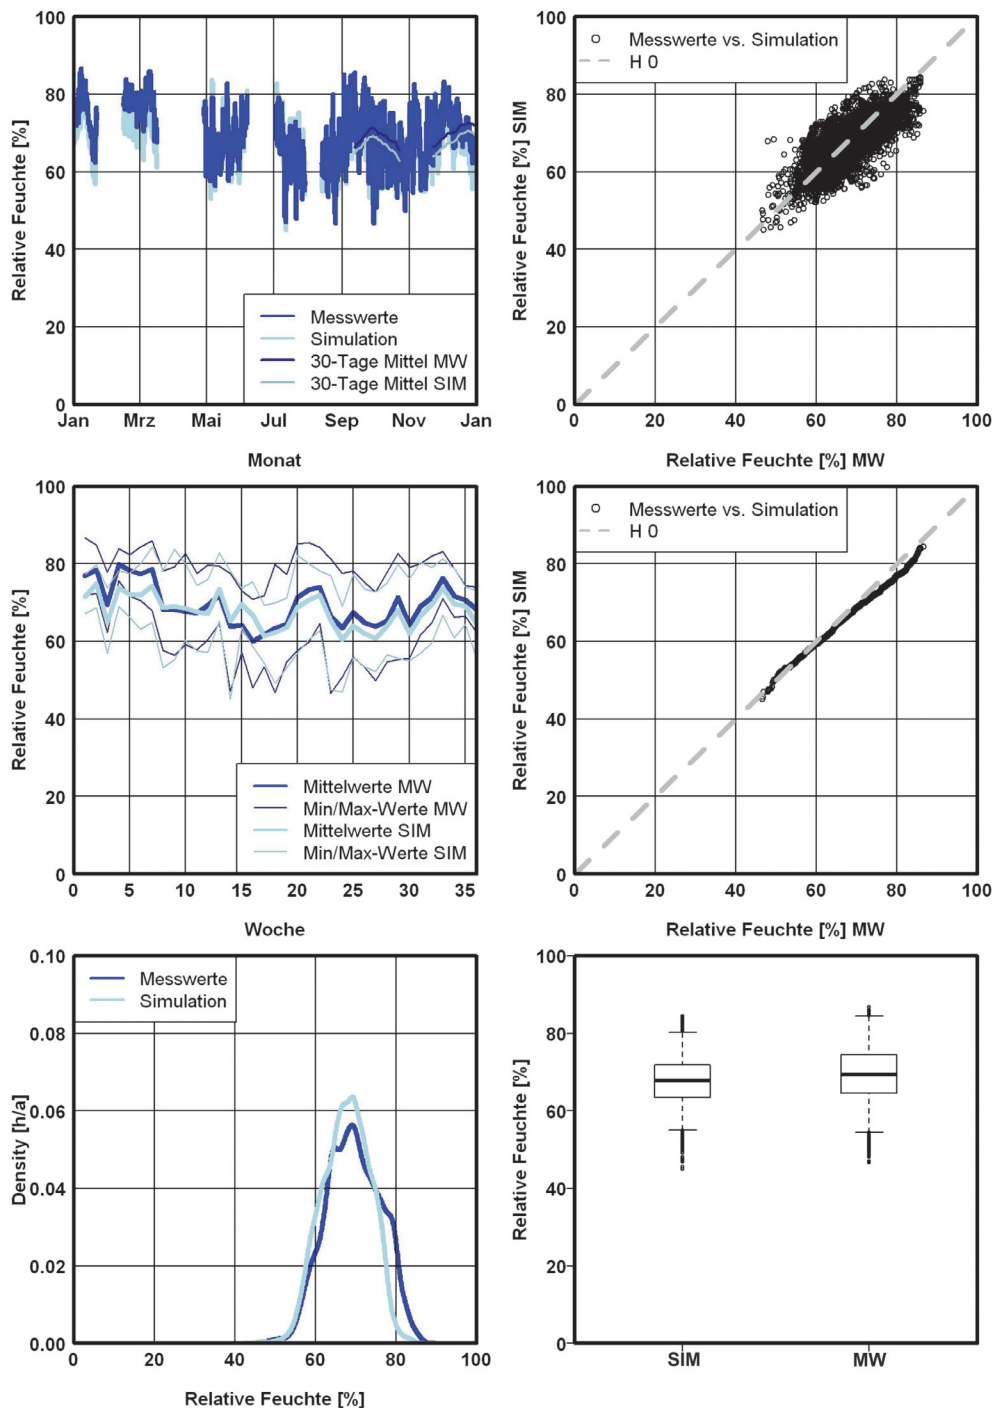 100
80
60
40
20
0
Relative Feuchte [%]
Messwerte
Simulation
30-Tage Mittel MW
30-Tage Mittel SIM
Jan Mrz Mai Jul Sep Nov Jan
Monat
100
80
60
40
20
0
Relative Feuchte [%] SIM
Messwerte vs. Simulation
H 0
0 20 40 60 80 100
Relative Feuchte [%] MW
100
80
60
40
20
0
Relative Feuchte [%]
Mittelwerte MW
Min/Max-Werte MW
Mittelwerte SIM
Min/Max-Werte SIM
0 5 10 15 20 25 30 35
Woche
100
80
60
40
20
0
Relative Feuchte [%] SIM
Messwerte vs. Simulation
H 0
0 20 40 60 80 100
Relative Feuchte [%] MW
0.10
0.08
0.06
0.04
0.02
0.00
Density [h/a]
Messwerte
Simulation
0 20 40 60 80 100
Relative Feuchte [%]
100
80
60
40
20
0
Relative Feuchte [%]
SIM MW